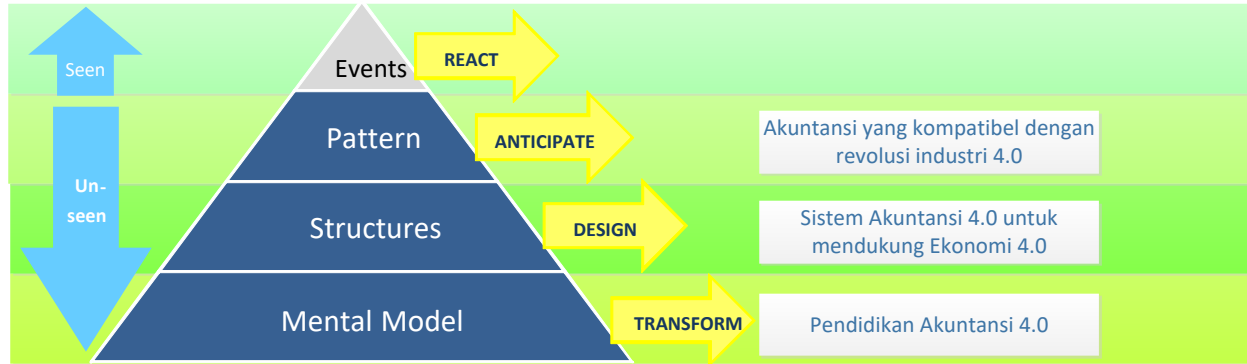 Seen
Events
REACT
Pattern
ANTICIPATE
Akuntansi yang kompatibel dengan
revolusi industri 4.0
Un-
seen
Structures
DESIGN
Sistem Akuntansi 4.0 untuk
mendukung Ekonomi 4.0
Mental Model
TRANSFORM
Pendidikan Akuntansi 4.0